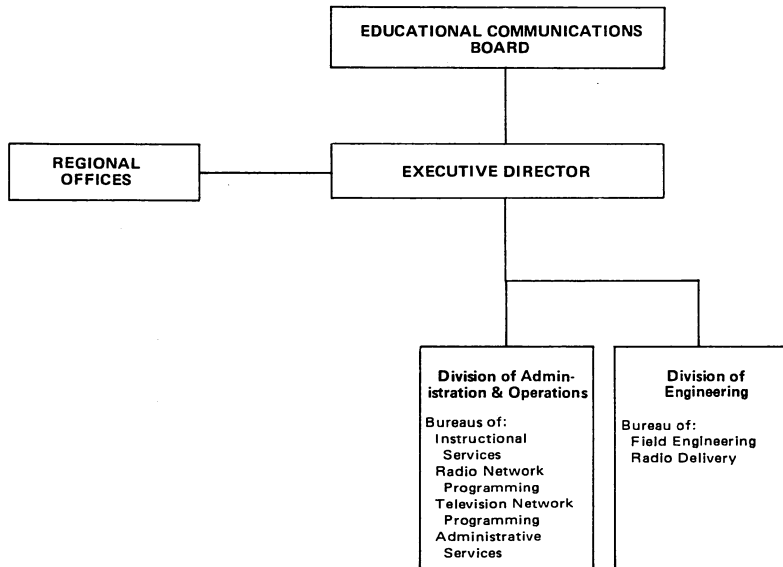 EDUCATIONAL COMMUNICATIONS
BOARD
REGIONAL
OFFICES
EXECUTIVE DIRECTOR
Division of Admin-
istration & Operations
Bureaus of:
Instructional
Services
Radio Network
Programming
Television Network
Programming
Administrative
Services
Division of
Engineering
Bureau of:
Field Engineering
Radio Delivery